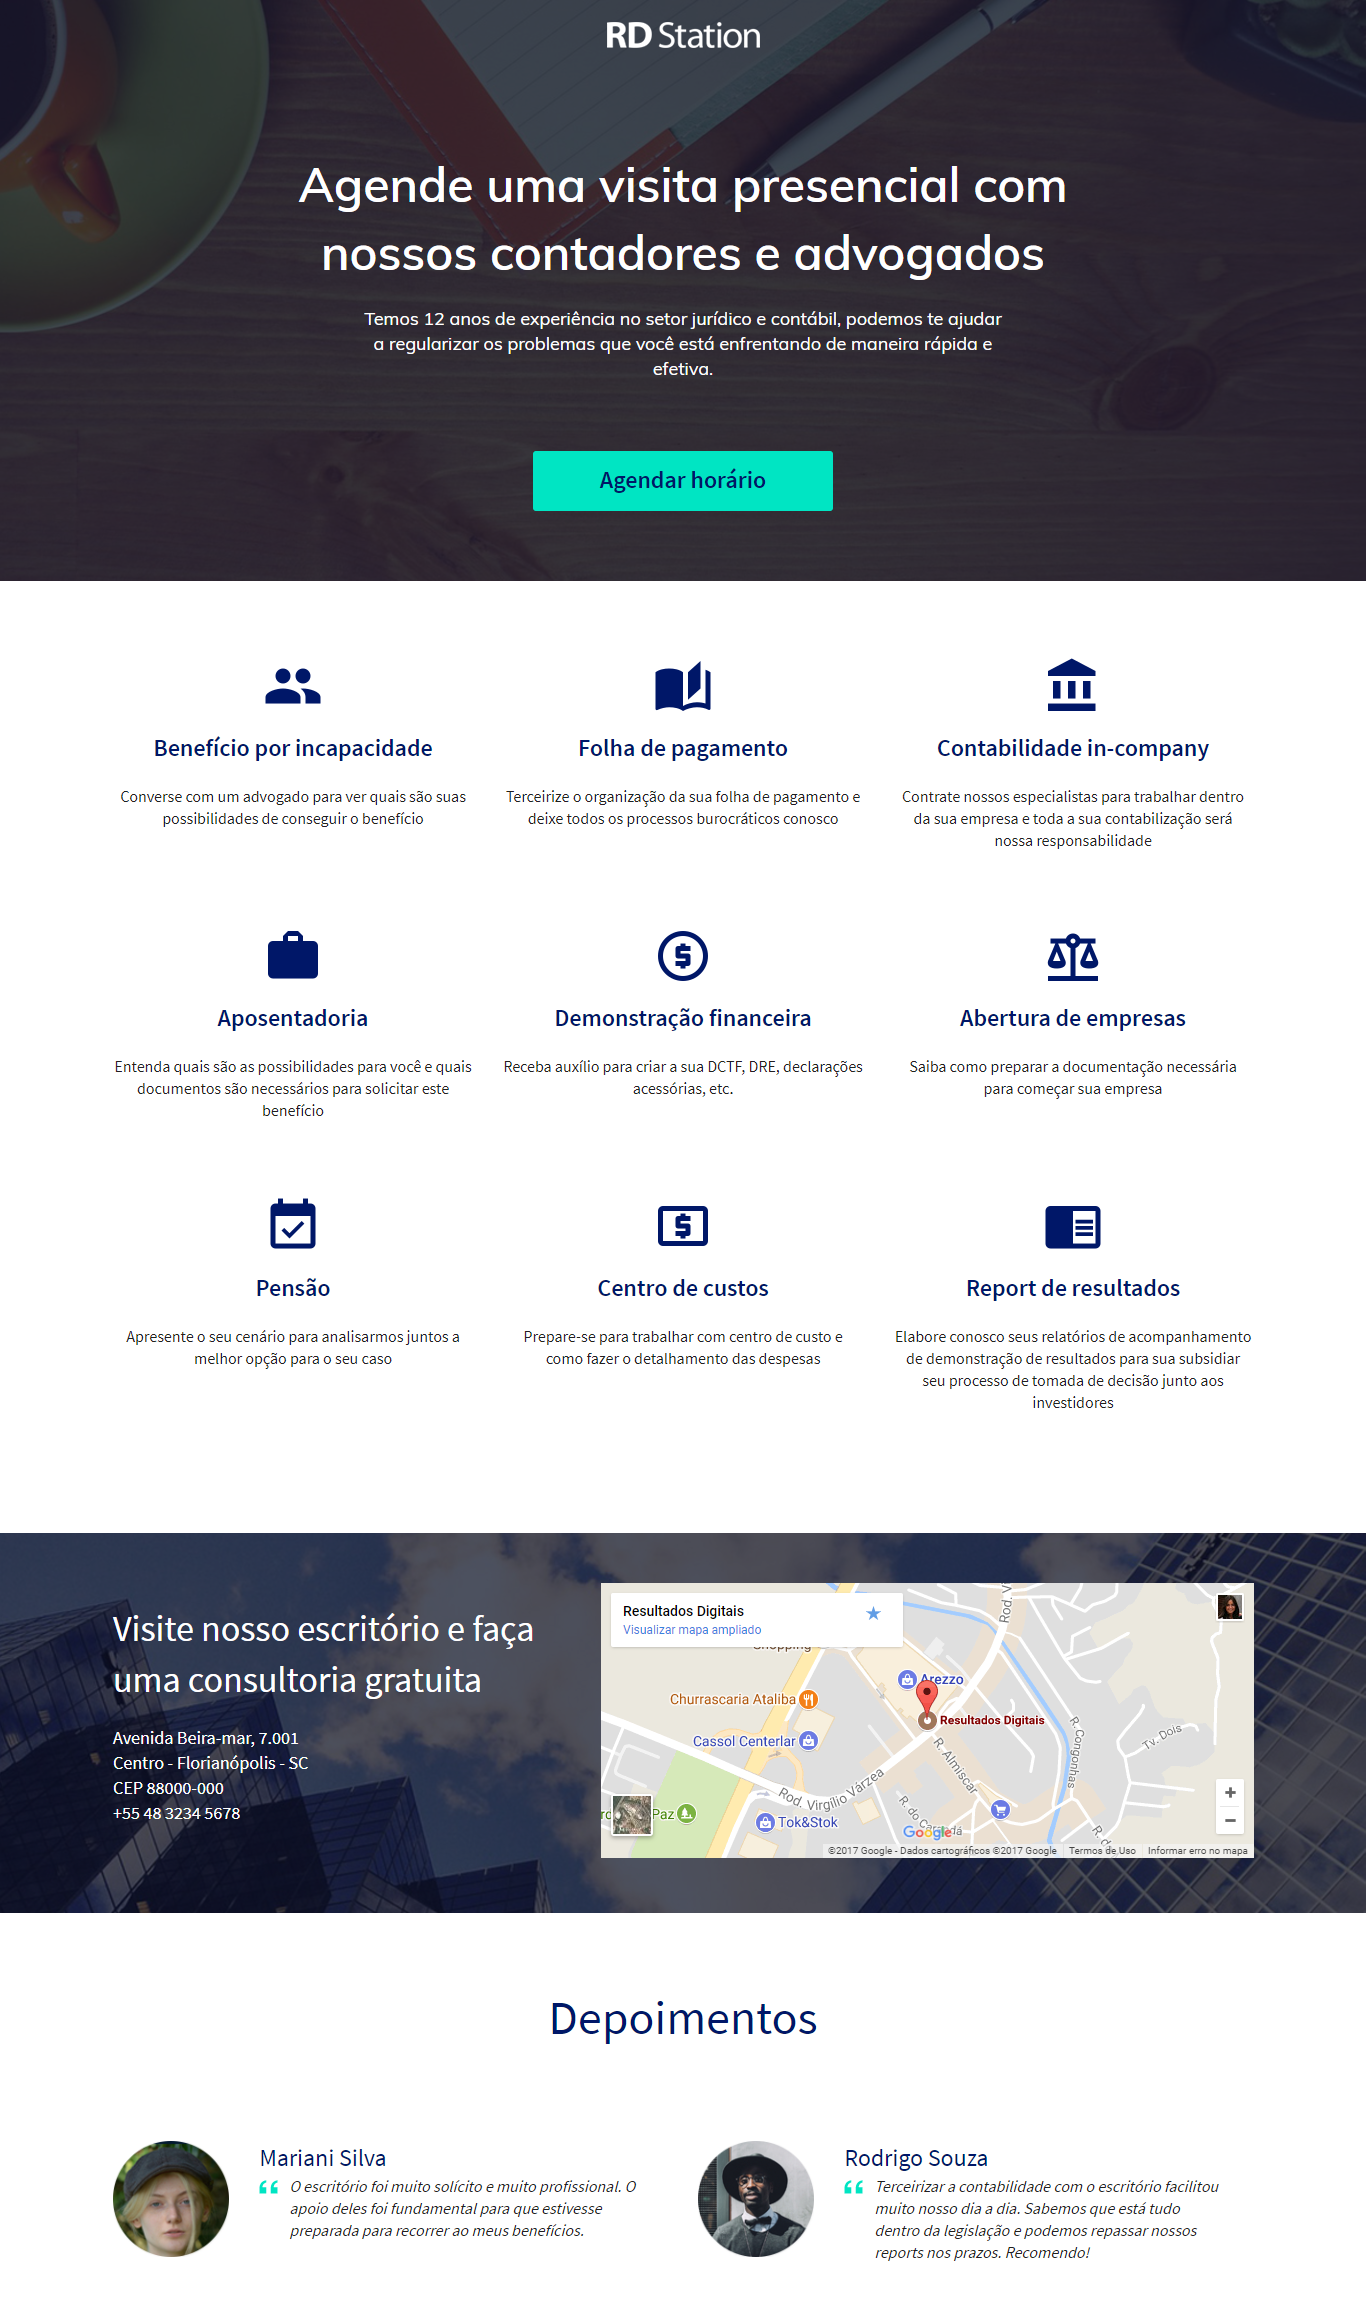 RD Station
Agende uma visita presencial com
nossos contadores e advogados
Temos 12 anos de experiência no setor jurídico e contábil, podemos te ajudar
a regularizar os problemas que você está enfrentando de maneira rápida e
efetiva.
Agendar horário
Benefício por incapacidade
Converse com um advogado para ver quais são suas
possibilidades de conseguir o benefício
Folha de pagamento
Terceirize o organização da sua folha de pagamento e
deixe todos os processos burocráticos conosco
Contabilidade in-company
Contrate nossos especialistas para trabalhar dentro
da sua empresa e toda a sua contabilização será
nossa responsabilidade
Aposentadoria
Entenda quais são as possibilidades para você e quais
documentos são necessários para solicitar este
benefício
Demonstração financeira
Receba auxílio para criar a sua DCTF, DRE, declarações
acessórias, etc.
Abertura de empresas
Saiba como preparar a documentação necessária
para começar sua empresa
Pensão
Apresente o seu cenário para analisarmos juntos a
melhor opção para o seu caso
Centro de custos
Prepare-se para trabalhar com centro de custo e
como fazer o detalhamento das despesas
Report de resultados
Elabore conosco seus relatórios de acompanhamento
de demonstração de resultados para sua subsidiar
seu processo de tomada de decisão junto aos
investidores
Visite nosso escritório e faça
uma consultoria gratuita
Avenida Beira-mar, 7.001
Centro - Florianópolis - SC
CEP 88000-000
+55 48 3234 5678
Resultados Digitais
Visualizar mapa ampliado
Shopping
Rod. Vi
Arezzo
Churrascaria Ataliba
Resultados Digitais
Cassol Centerlar
R. Almiscar
R. Congonhas
Tv. Dois
Rod. Virgílio Várzea
Paz
Tok&Stok
R. do
Google
R. d
©2017 Google - Dados cartográficos ©2017 Google
Termos de Uso
Informar erro no mapa
Depoimentos
Mariani Silva
“ O escritório foi muito solícito e muito profissional. O
apoio deles foi fundamental para que estivesse
preparada para recorrer ao meus benefícios.
Rodrigo Souza
“ Terceirizar a contabilidade com o escritório facilitou
muito nosso dia a dia. Sabemos que está tudo
dentro da legislação e podemos repassar nossos
reports nos prazos. Recomendo!